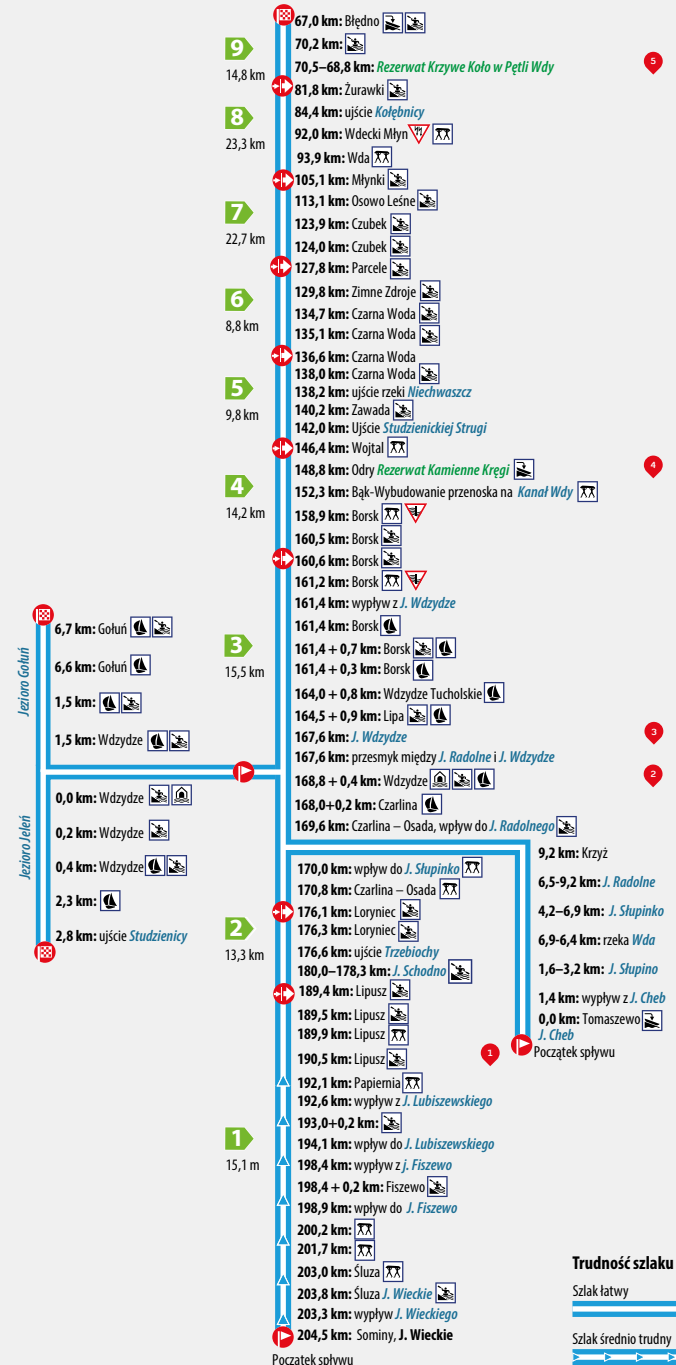 67,0 km: Błędno
9
14,8 km
70,2 km:
70,5–68,8 km: Rezerwat Krzywe Koło w Pętli Wdy
5
81,8 km: Żurawki
8
23,3 km
84,4 km: ujście Kołębnicy
92,0 km: Wdecki Młyn
93,9 km: Wda
105,1 km: Młynki
7
22,7 km
113,1 km: Osowo Leśne
123,9 km: Czubek
124,0 km: Czubek
127,8 km: Parcele
6
8,8 km
129,8 km: Zimne Zdroje
134,7 km: Czarna Woda
135,1 km: Czarna Woda
136,6 km: Czarna Woda
5
9,8 km
138,0 km: Czarna Woda
138,2 km: ujście rzeki Niechwaszcz
140,2 km: Zawada
142,0 km: Ujście Studzienickiej Strugi
146,4 km: Wojtal
4
14,2 km
148,8 km: Odry Rezerwat Kamienne Kręgi
4
152,3 km: Bąk-Wybudowanie przenoska na Kanał Wdy
158,9 km: Borsk
160,5 km: Borsk
160,6 km: Borsk
3
15,5 km
161,2 km: Borsk
161,4 km: wypływ z J. Wdzydze
161,4 km: Borsk
161,4 + 0,7 km: Borsk
161,4 + 0,3 km: Borsk
164,0 + 0,8 km: Wdzydze Tucholskie
164,5 + 0,9 km: Lipa
167,6 km: J. Wdzydze
3
167,6 km: przesmyk między J. Radolne i J. Wdzydze
168,8 + 0,4 km: Wdzydze
2
168,0+0,2 km: Czarlina
169,6 km: Czarlina – Osada, wpływ do J. Radolnego
Jezioro Gołuń
6,7 km: Gołuń
6,6 km: Gołuń
1,5 km:
1,5 km: Wdzydze
Jezioro Jeleń
0,0 km: Wdzydze
0,2 km: Wdzydze
0,4 km: Wdzydze
2,3 km:
2,8 km: ujście Studzienicy
9,2 km: Krzyż
6,5-9,2 km: J. Radolne
4,2–6,9 km: J. Słupinko
6,9-6,4 km: rzeka Wda
1,6–3,2 km: J. Słupino
1,4 km: wypływ z J. Cheb
0,0 km: Tomaszewo
J. Cheb
Początek spływu
170,0 km: wpływ do J. Słupinko
170,8 km: Czarlina – Osada
176,1 km: Loryniec
2
13,3 km
176,3 km: Loryniec
176,6 km: ujście Trzebiochy
180,0–178,3 km: J. Schodno
189,4 km: Lipusz
189,5 km: Lipusz
189,9 km: Lipusz
190,5 km: Lipusz
1
192,1 km: Papiernia
192,6 km: wypływ z J. Lubiszewskiego
193,0+0,2 km:
1
15,1 m
194,1 km: wpływ do J. Lubiszewskiego
198,4 km: wypływ z j. Fiszewo
198,4 + 0,2 km: Fiszewo
198,9 km: wpływ do J. Fiszewo
200,2 km:
201,7 km:
203,0 km: Śluza
203,8 km: Śluza J. Wieckie
203,3 km: wypływ J. Wieckiego
204,5 km: Sominy, J. Wieckie
Początek spływu
Trudność szlaku
Szlak łatwy
Szlak średnio trudny